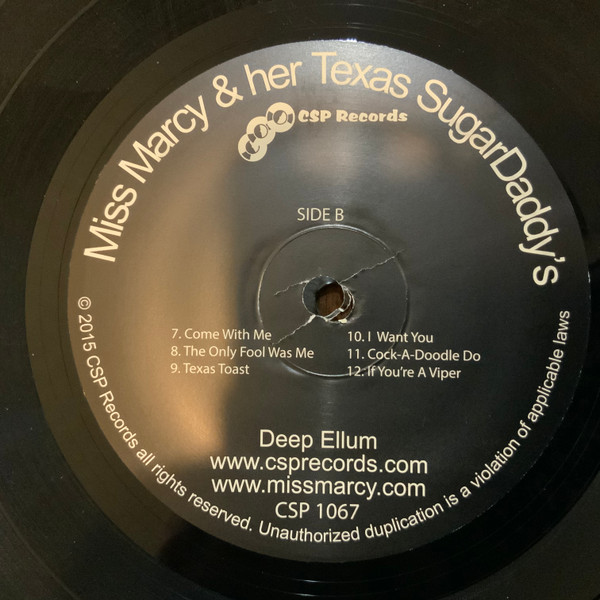 Miss Marcy & her Texas SugarDaddy's
CSP Records
SIDE B
7. Come With Me
8. The Only Fool Was Me
9. Texas Toast
10. I Want You
11. Cock-A-Doodle Do
12. If You're A Viper
Deep Ellum
www.csprecords.com
www.missmarcy.com
CSP 1067
© 2015 CSP Records all rights reserved. Unauthorized duplication is a violation of applicable laws